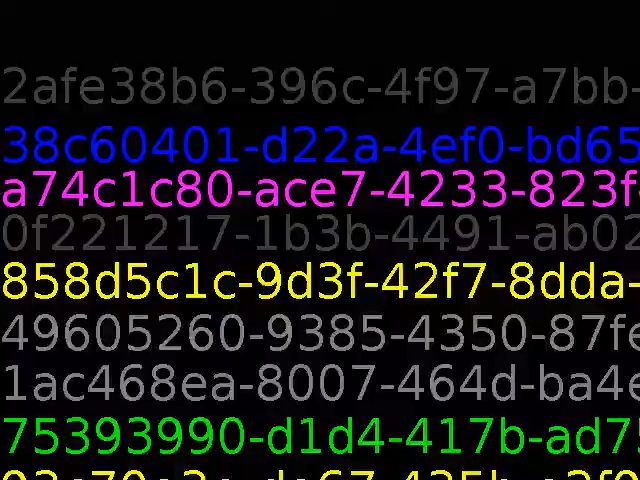 2afe38b6-396c-4f97-a7bb-
38c60401-d22a-4ef0-bd65
a74c1c80-ace7-4233-823f-
0f221217-1b3b-4491-ab02
858d5c1c-9d3f-42f7-8dda-
49605260-9385-4350-87fe
1ac468ea-8007-464d-ba4e
75393990-d1d4-417b-ad75